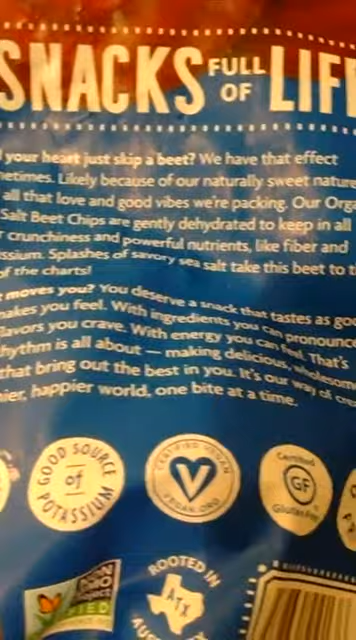 SNACKS FULL OF LIF
your heart just skip a beet? We have that effect
metimes. Likely because of our naturally sweet nature
all that love and good vibes we're packing. Our Orga
Salt Beet Chips are gently dehydrated to keep in all
crunchiness and powerful nutrients, like fiber and
ssium. Splashes of savory sea salt take this beet to th
of the charts!
moves you? You deserve a snack that tastes as goo
makes you feel. With ingredients you can pronounce
lavors you crave. With energy you can feel. That's
hythm is all about — making delicious, wholesom
that bring out the best in you. It's our way of cre
ier, happier world, one bite at a time.
GOOD SOURCE
of
POTASSIUM
CERTIFIED VEGAN
V
VEGAN.ORG
Certified
GF
Gluten-Free
ROOTED IN
ATX